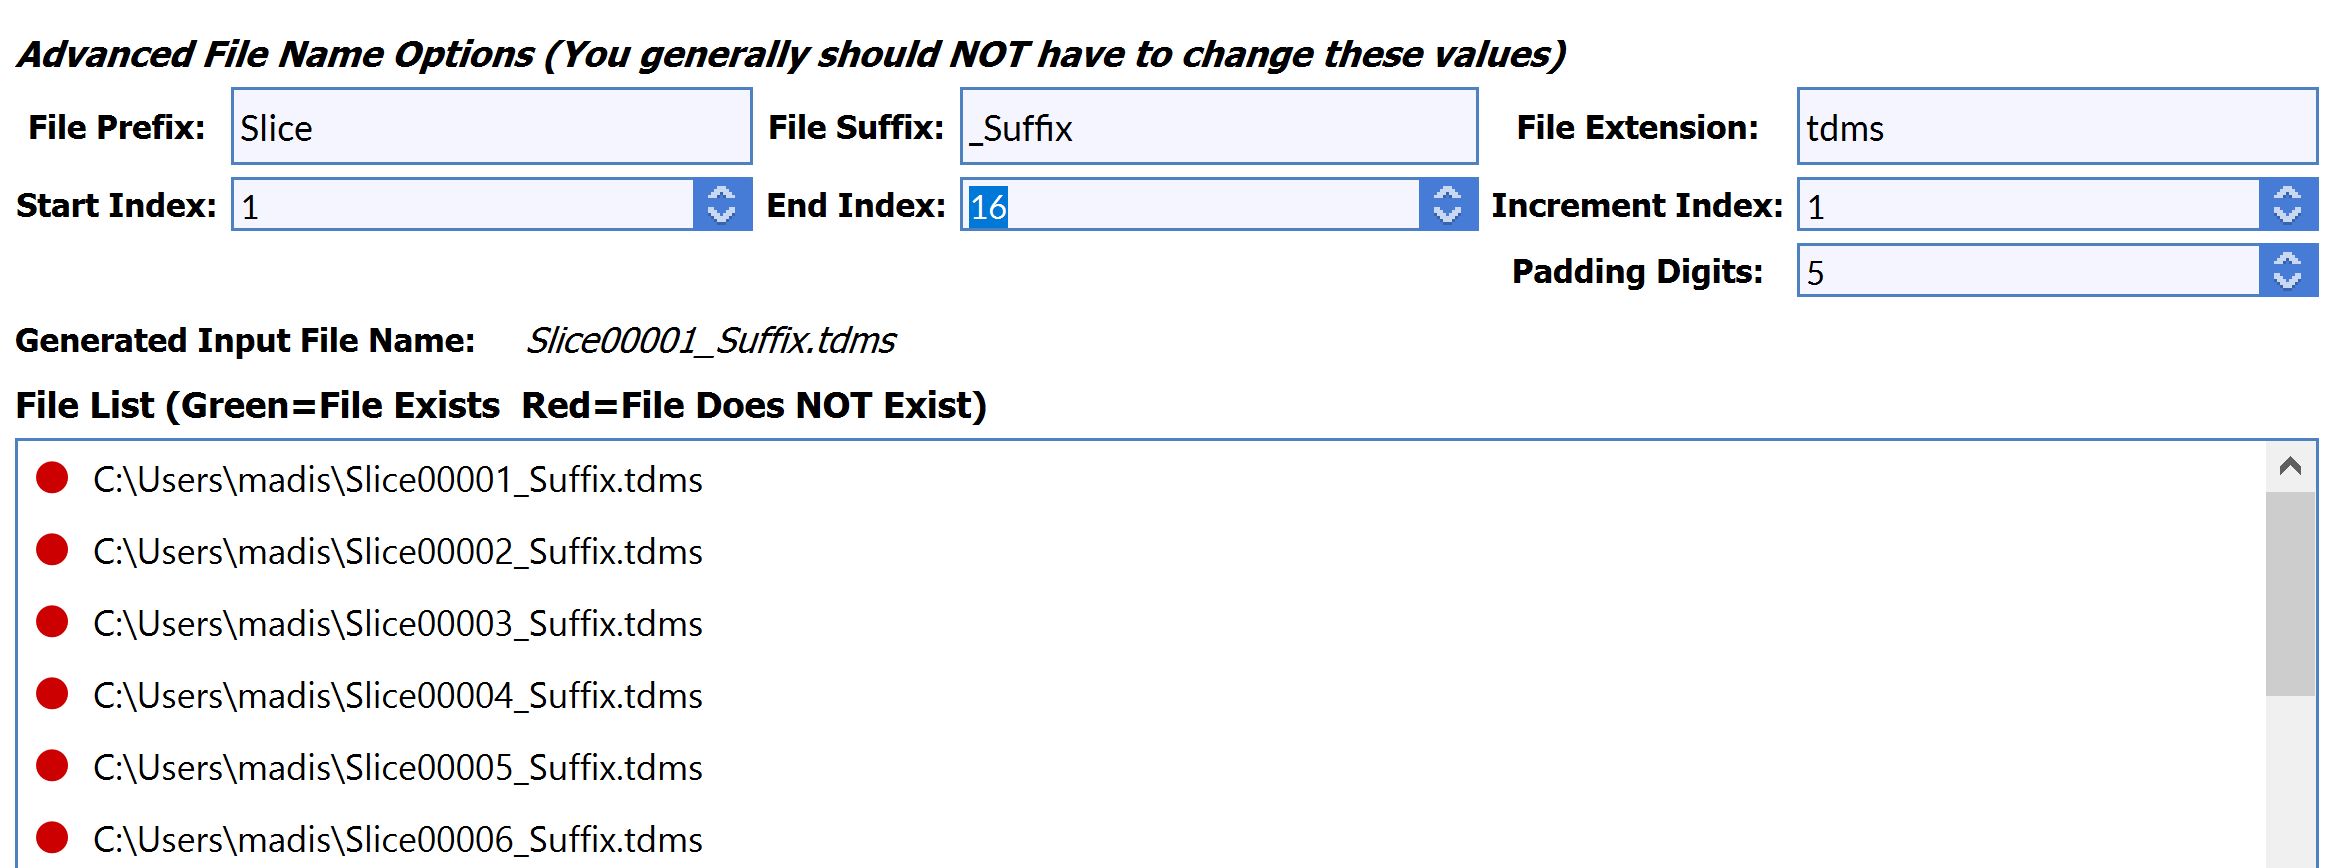 Advanced File Name Options (You generally should NOT have to change these values)
File Prefix: Slice File Suffix: _Suffix File Extension: tdms
Start Index: 1 End Index: 16 Increment Index: 1
Padding Digits: 5
Generated Input File Name: Slice00001_Suffix.tdms
File List (Green=File Exists  Red=File Does NOT Exist)
C:\Users\madis\Slice00001_Suffix.tdms
C:\Users\madis\Slice00002_Suffix.tdms
C:\Users\madis\Slice00003_Suffix.tdms
C:\Users\madis\Slice00004_Suffix.tdms
C:\Users\madis\Slice00005_Suffix.tdms
C:\Users\madis\Slice00006_Suffix.tdms